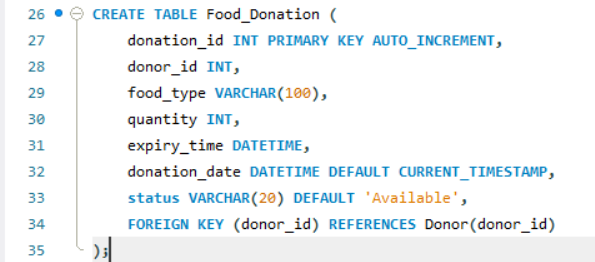 26 CREATE TABLE Food_Donation (
27 donation_id INT PRIMARY KEY AUTO_INCREMENT,
28 donor_id INT,
29 food_type VARCHAR(100),
30 quantity INT,
31 expiry_time DATETIME,
32 donation_date DATETIME DEFAULT CURRENT_TIMESTAMP,
33 status VARCHAR(20) DEFAULT 'Available',
34 FOREIGN KEY (donor_id) REFERENCES Donor(donor_id)
35 );